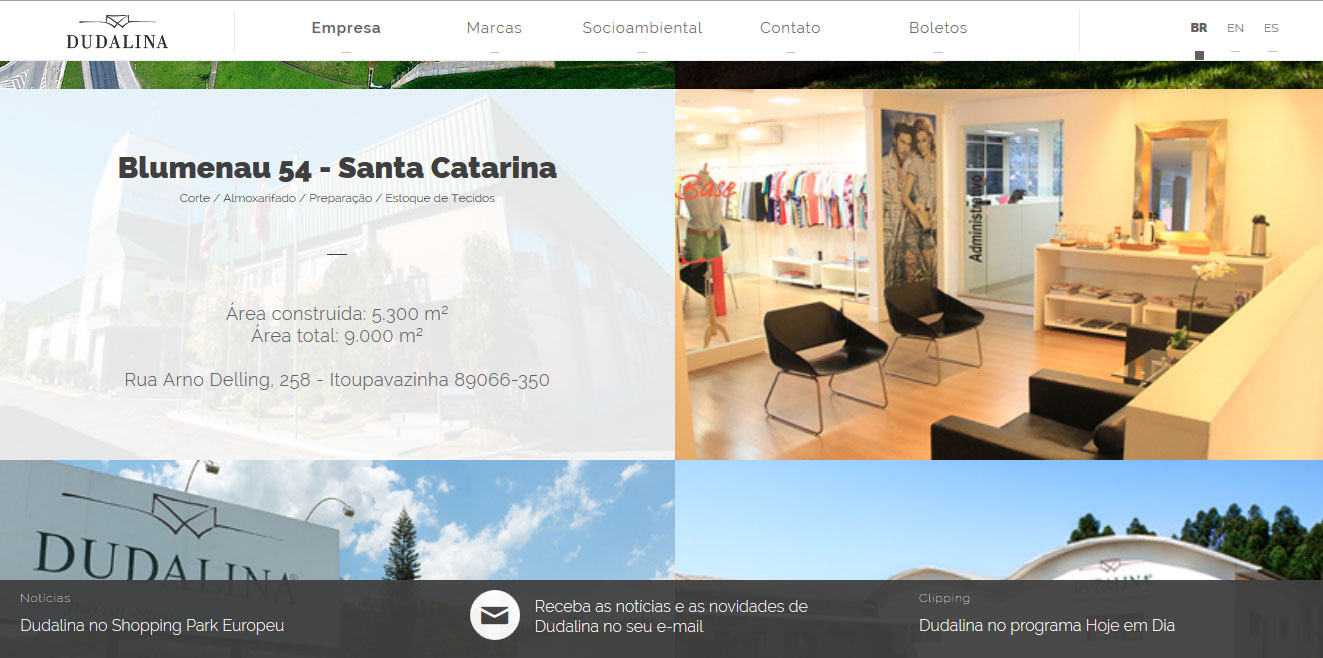 DUDALINA
Empresa
Marcas
Socioambiental
Contato
Boletos
BR
EN
ES
Blumenau 54 - Santa Catarina
Corte / Almoxarifado / Preparação / Estoque de Tecidos
Área construída: 5.300 m²
Área total: 9.000 m²
Rua Arno Delling, 258 - Itoupavazinha 89066-350
Base
Administrativo
DUDALINA
DUDALINA
Notícias
Dudalina no Shopping Park Europeu
Receba as notícias e as novidades de
Dudalina no seu e-mail
Clipping
Dudalina no programa Hoje em Dia